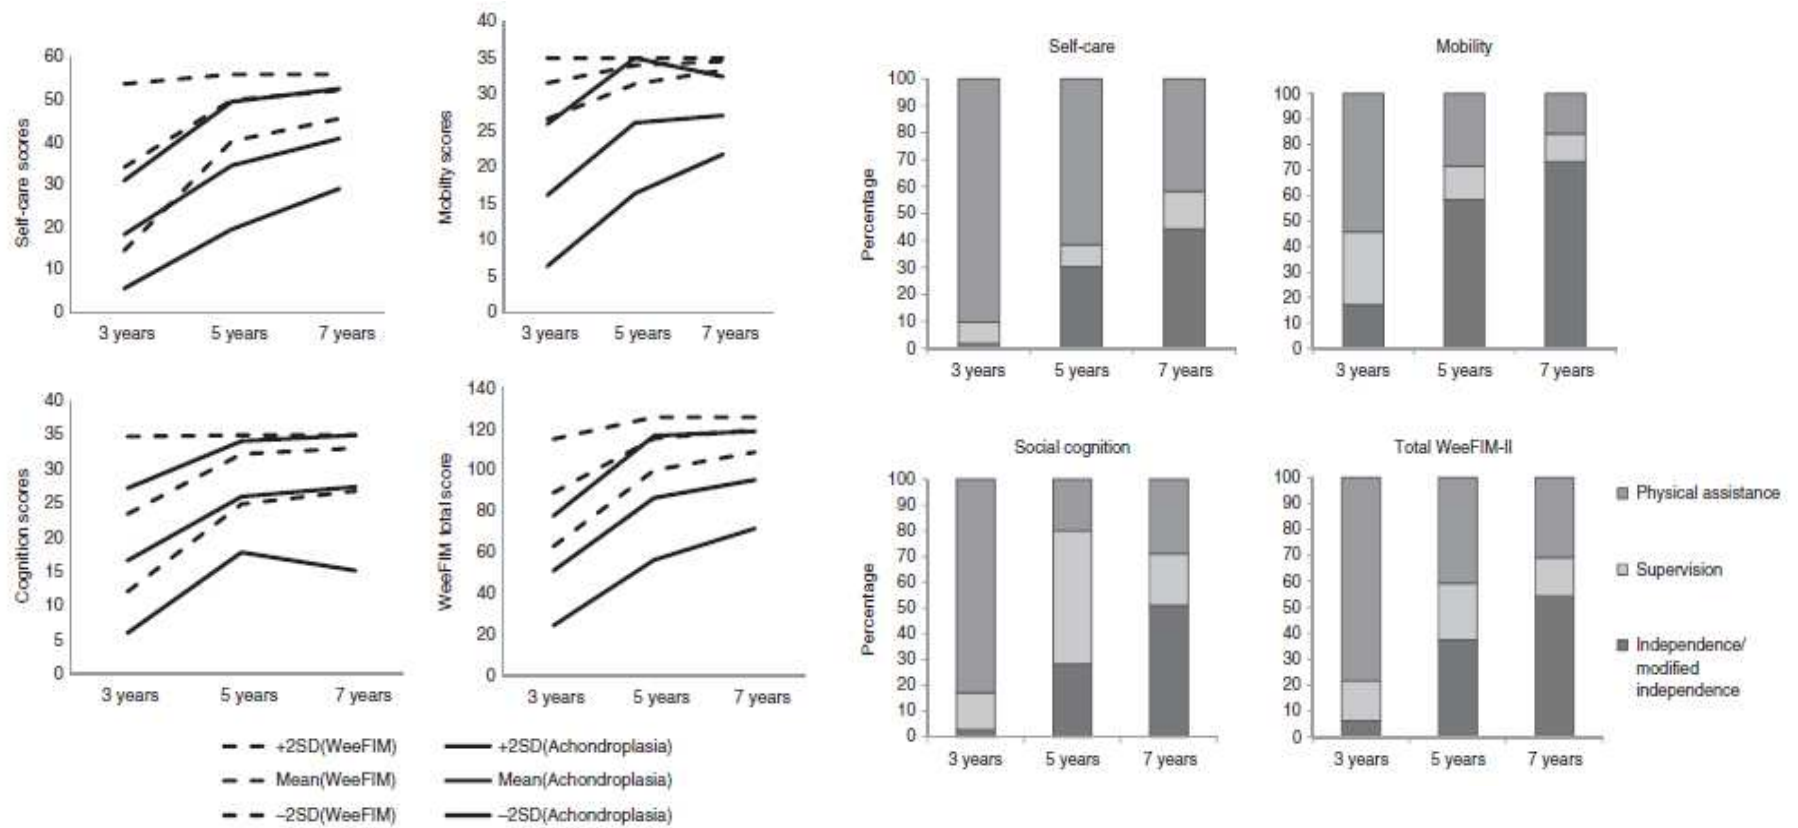 Self-care scores
60
50
40
30
20
10
0
3 years 5 years 7 years
Mobility scores
40
35
30
25
20
15
10
5
0
3 years 5 years 7 years
Cognition scores
40
35
30
25
20
15
10
5
0
3 years 5 years 7 years
WeeFIM total score
140
120
100
80
60
40
20
0
3 years 5 years 7 years
+2SD(WeeFIM) +2SD(Achondroplasia)
Mean(WeeFIM) Mean(Achondroplasia)
–2SD(WeeFIM) –2SD(Achondroplasia)
Self-care
Percentage
100
90
80
70
60
50
40
30
20
10
0
3 years 5 years 7 years
Mobility
100
90
80
70
60
50
40
30
20
10
0
3 years 5 years 7 years
Social cognition
Percentage
100
90
80
70
60
50
40
30
20
10
0
3 years 5 years 7 years
Total WeeFIM-II
100
90
80
70
60
50
40
30
20
10
0
3 years 5 years 7 years
Physical assistance
Supervision
Independence/
modified
independence